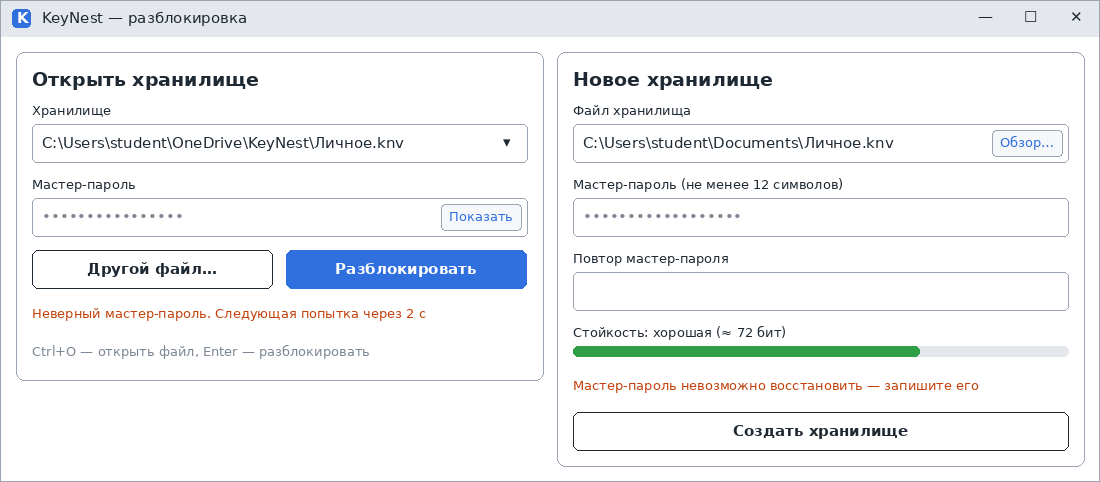 K KeyNest — разблокировка
Открыть хранилище
Хранилище
C:\Users\student\OneDrive\KeyNest\Личное.knv ▼
Мастер-пароль
•••••••••••••••• Показать
Другой файл… Разблокировать
Неверный мастер-пароль. Следующая попытка через 2 с
Ctrl+O — открыть файл, Enter — разблокировать
Новое хранилище
Файл хранилища
C:\Users\student\Documents\Личное.knv Обзор…
Мастер-пароль (не менее 12 символов)
••••••••••••••••••
Повтор мастер-пароля
Стойкость: хорошая (≈ 72 бит)
Мастер-пароль невозможно восстановить — запишите его
Создать хранилище